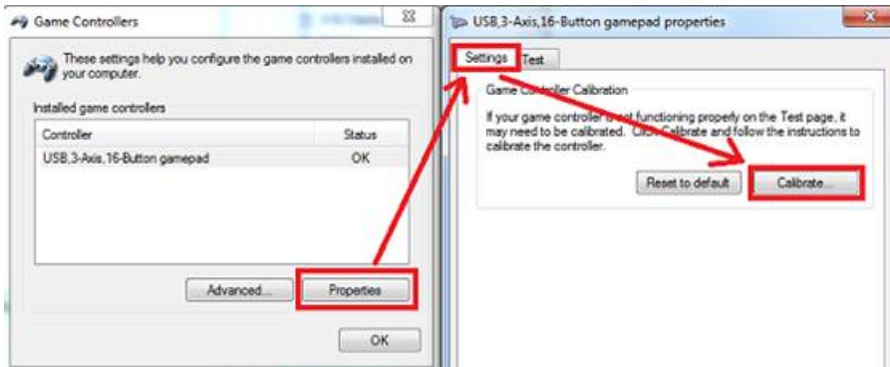 Game Controllers
These settings help you configure the game controllers installed on
your computer.
Installed game controllers
Controller Status
USB,3-Axis,16-Button gamepad OK
Advanced... Properties
OK
USB,3-Axis,16-Button gamepad properties
Settings Test
Game Controller Calibration
If your game controller is not functioning properly on the Test page, it
may need to be calibrated. Click Calibrate and follow the instructions to
calibrate the controller.
Reset to default Calibrate...